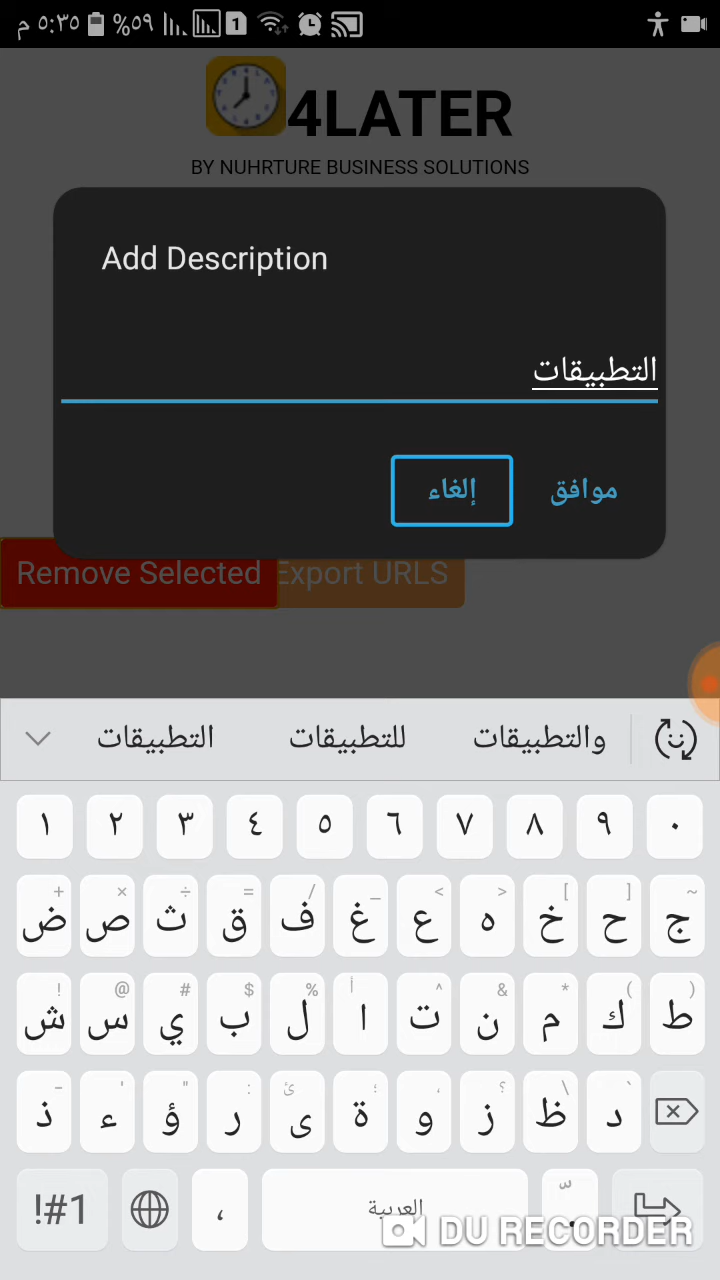 م ٥:٣٥ %٥٩ 1
4LATER
BY NUHRTURE BUSINESS SOLUTIONS
Add Description
التطبيقات
موافق إلغاء
Remove Selected Export URLS
والتطبيقات للتطبيقات التطبيقات
١ ٢ ٣ ٤ ٥ ٦ ٧ ٨ ٩ ٠
ض ص ث ق ف غ ع ه خ ح ج
ش س ي ب ل ا ت ن م ك ط
ذ ء ؤ ر ى ة و ز ظ د
!#1 ، العربية .
DU RECORDER